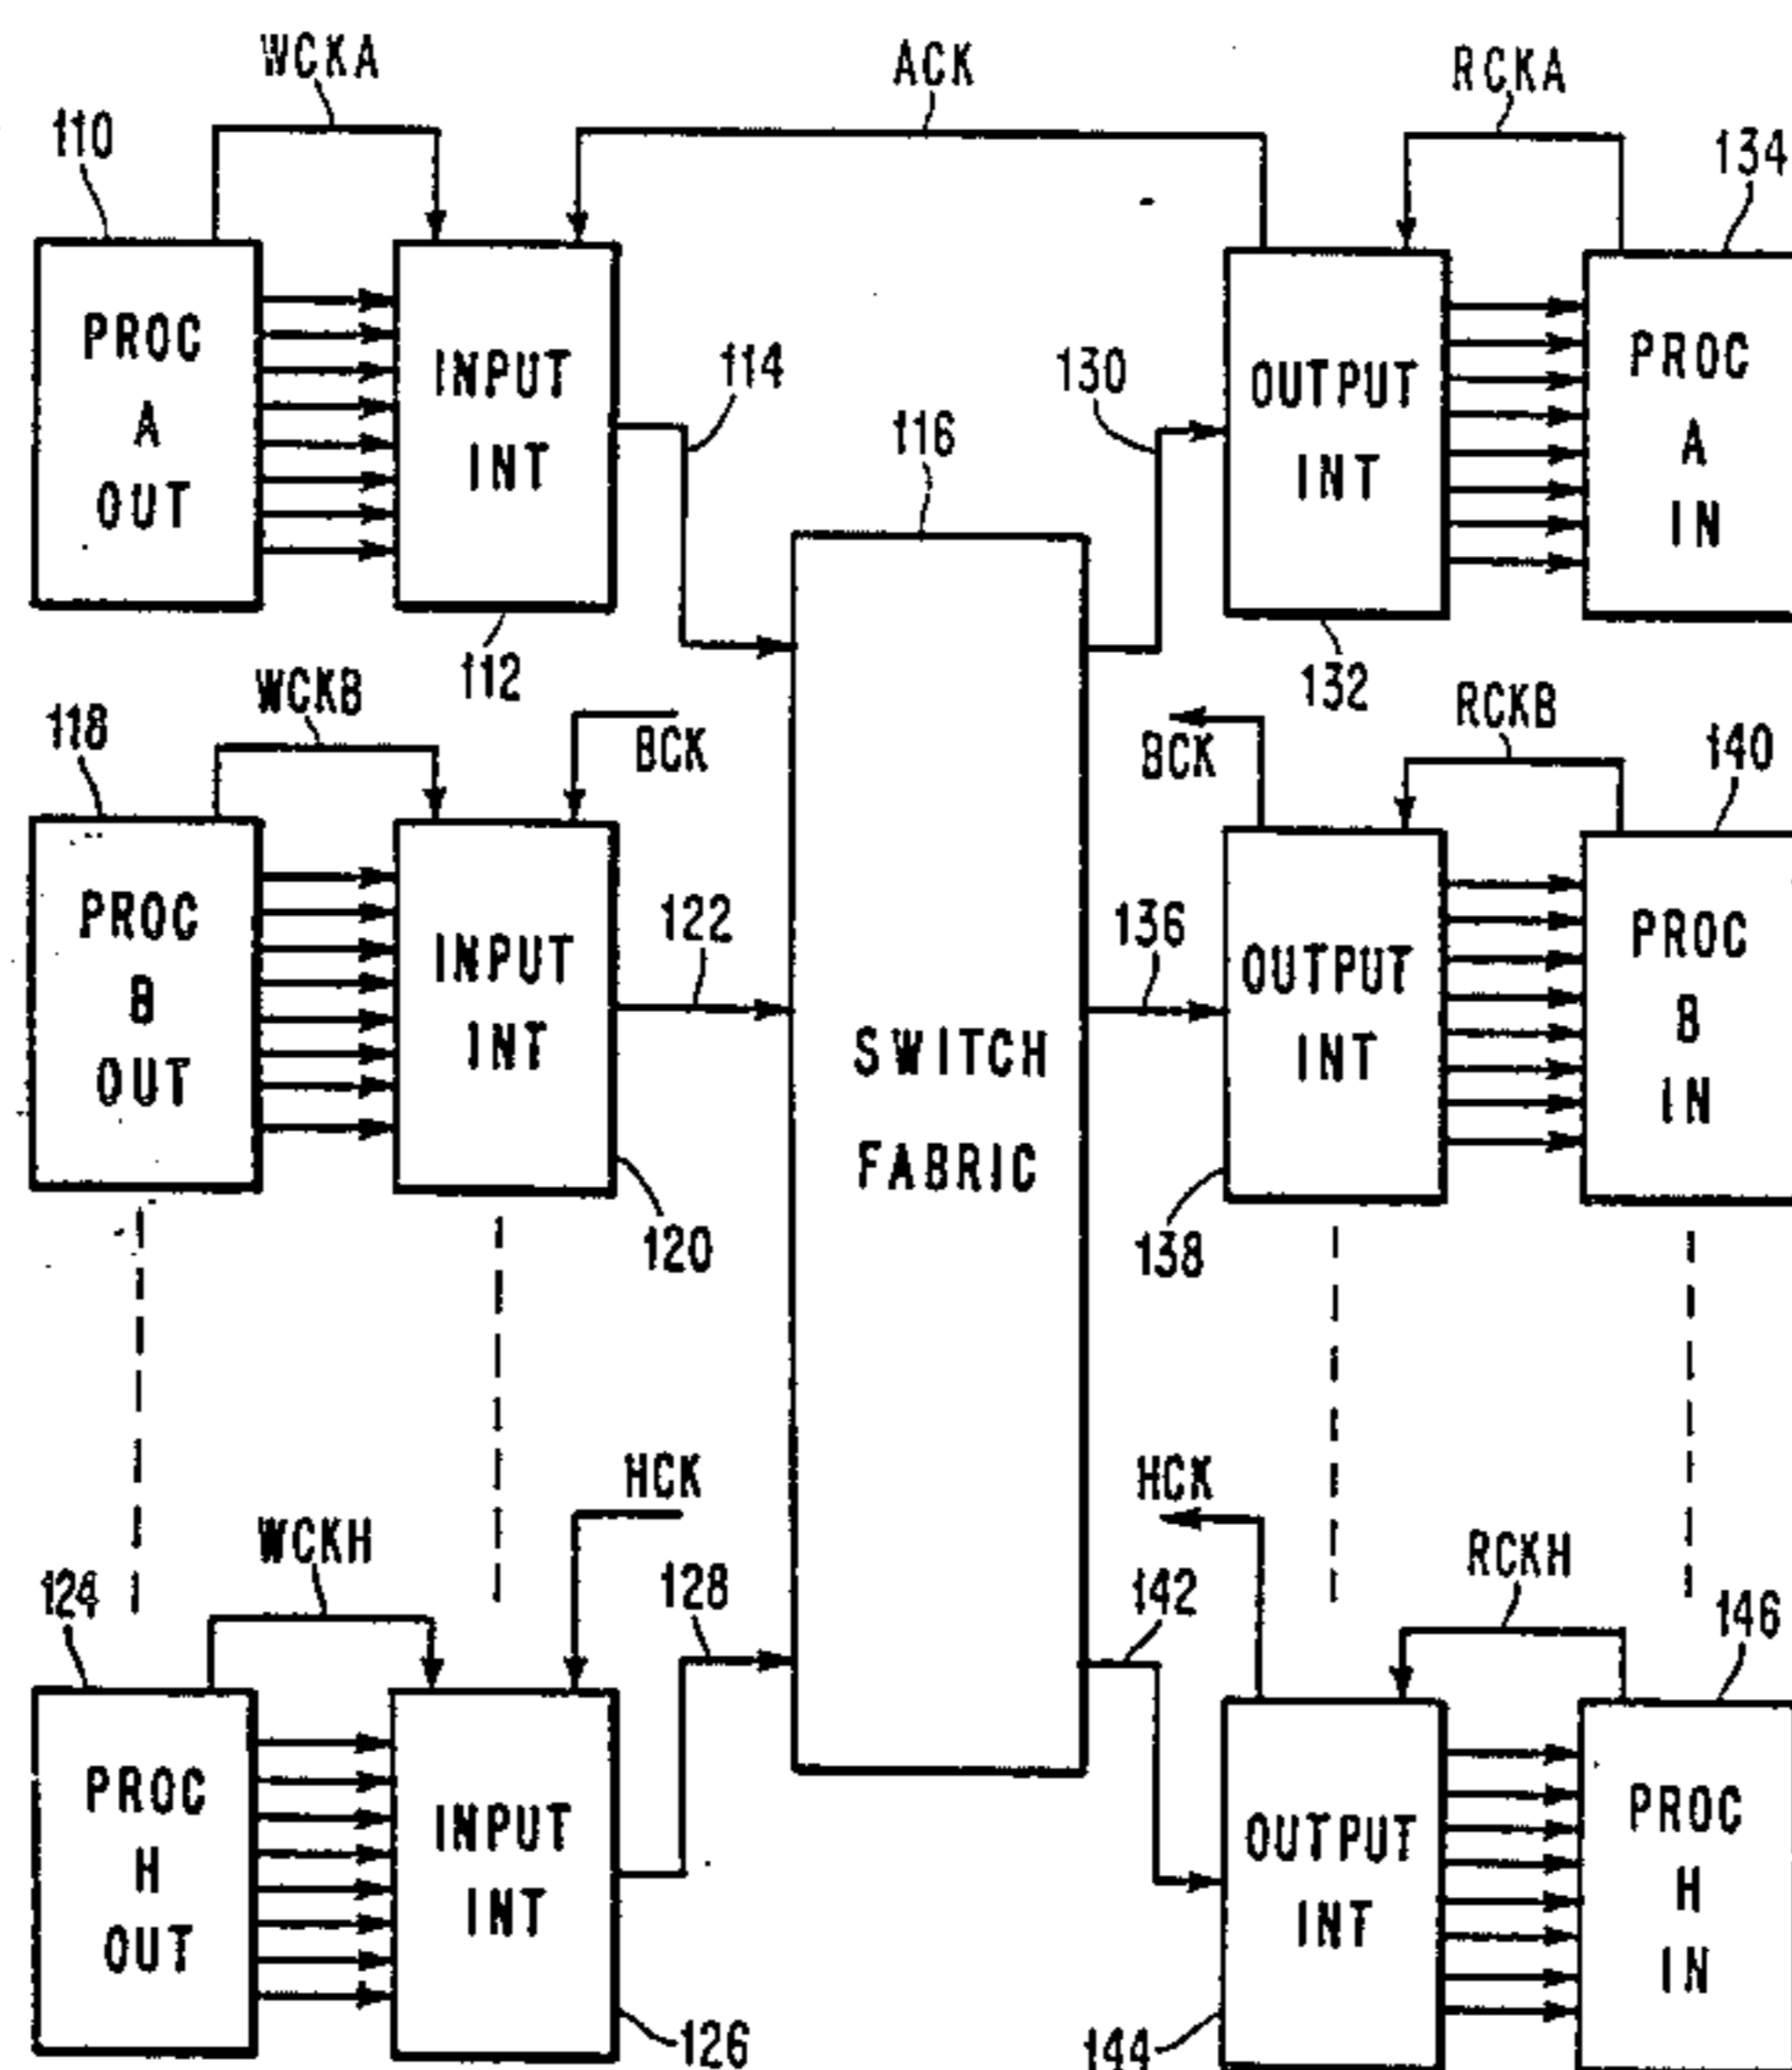 WCKA
ACK
RCKA
110
134
PROC
A
OUT
INPUT
INT
114
116
130
OUTPUT
INT
PROC
A
IN
112
132
WCKB
118
BCK
BCK
RCKB
140
PROC
B
OUT
INPUT
INT
122
SWITCH
FABRIC
136
OUTPUT
INT
PROC
B
IN
120
138
HCK
HCK
WCKH
124
128
142
RCKH
146
PROC
H
OUT
INPUT
INT
OUTPUT
INT
PROC
H
IN
126
144